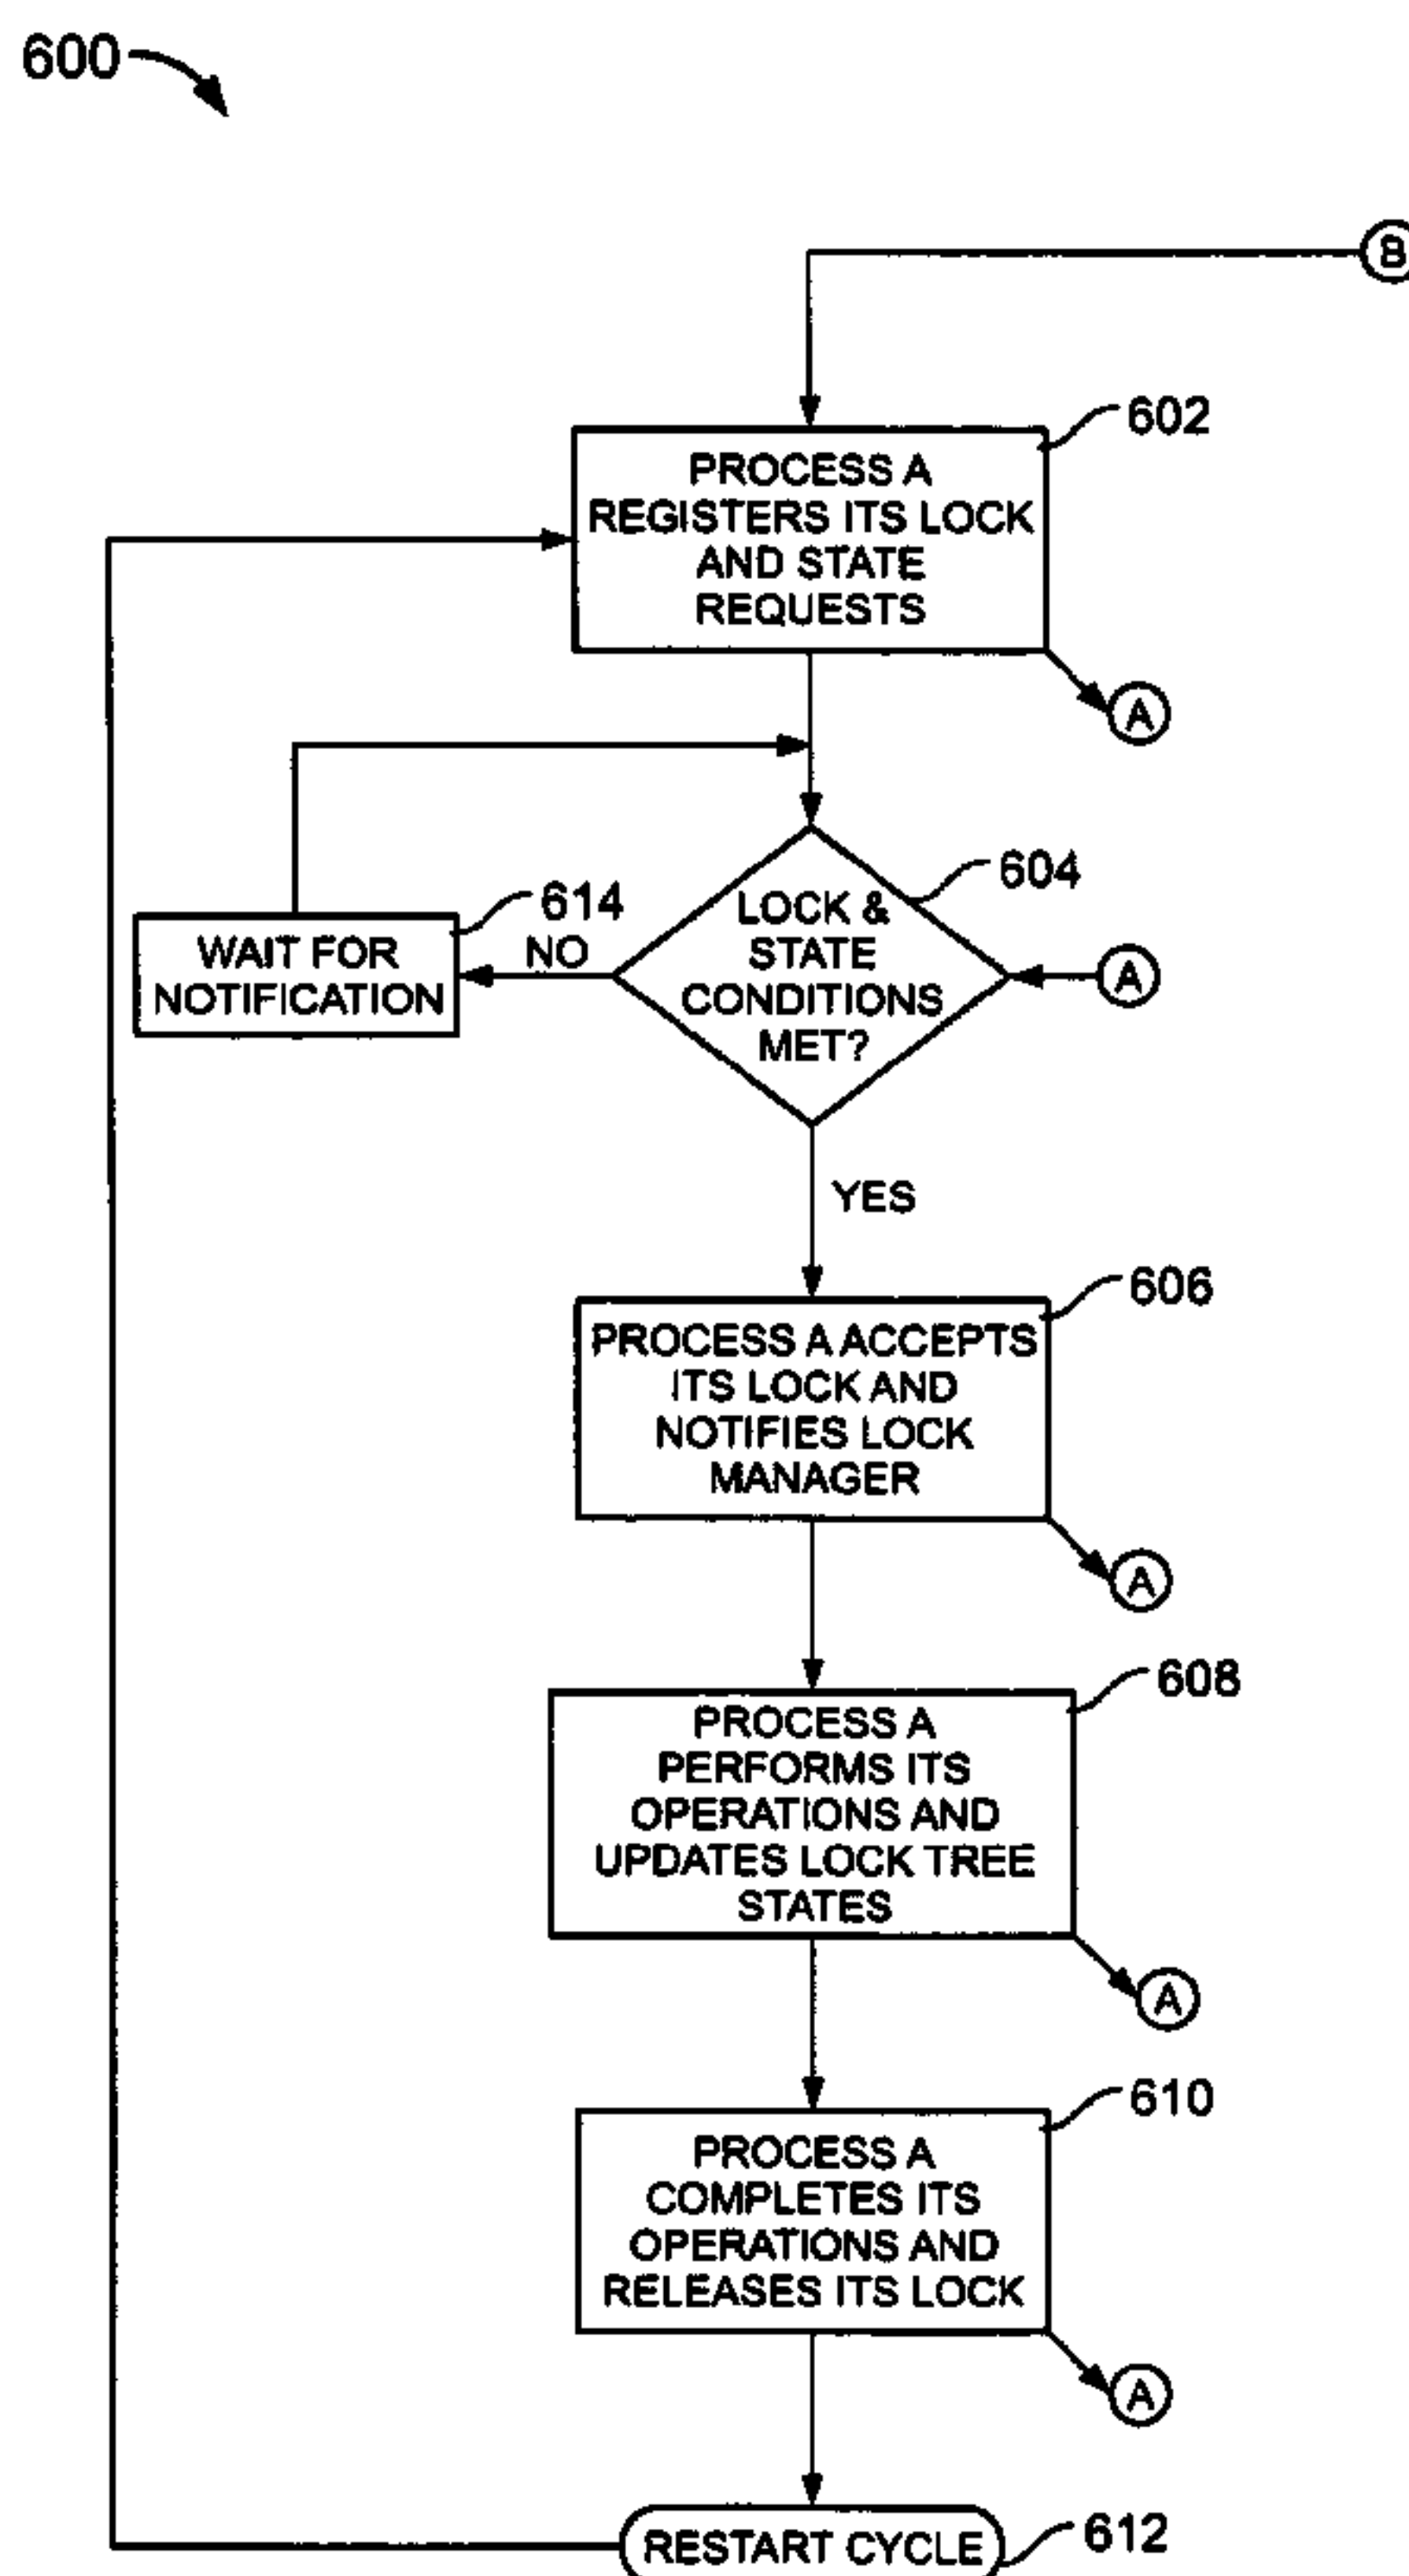 600
B
602
PROCESS A
REGISTERS ITS LOCK
AND STATE
REQUESTS
A
604
LOCK &
STATE
CONDITIONS
MET?
A
614
NO
WAIT FOR
NOTIFICATION
YES
606
PROCESS A ACCEPTS
ITS LOCK AND
NOTIFIES LOCK
MANAGER
A
608
PROCESS A
PERFORMS ITS
OPERATIONS AND
UPDATES LOCK TREE
STATES
A
610
PROCESS A
COMPLETES ITS
OPERATIONS AND
RELEASES ITS LOCK
A
RESTART CYCLE
612